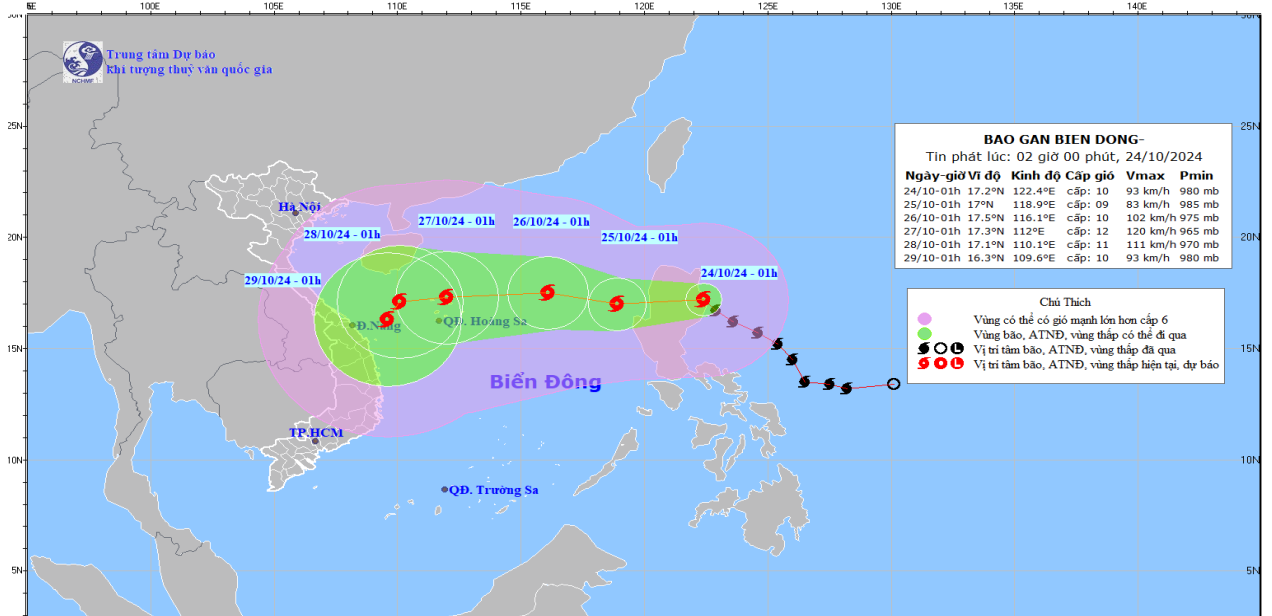 E 100E 105E 110E 115E 120E 125E 130E 135E 140E 145E
30N 30N
Trung tâm Dự báo
khí tượng thuỷ văn quốc gia
NCHMF
25N 25N
BAO GAN BIEN DONG-
Tin phát lúc: 02 giờ 00 phút, 24/10/2024
Ngày-giờ Vĩ độ Kinh độ Cấp gió Vmax Pmin
24/10-01h 17.2°N 122.4°E cấp: 10 93 km/h 980 mb
25/10-01h 17°N 118.9°E cấp: 09 83 km/h 985 mb
26/10-01h 17.5°N 116.1°E cấp: 10 102 km/h 975 mb
27/10-01h 17.3°N 112°E cấp: 12 120 km/h 965 mb
28/10-01h 17.1°N 110.1°E cấp: 11 111 km/h 970 mb
29/10-01h 16.3°N 109.6°E cấp: 10 93 km/h 980 mb
Hà Nội
27/10/24 - 01h
26/10/24 - 01h
28/10/24 - 01h
25/10/24 - 01h
20N 20N
29/10/24 - 01h
24/10/24 - 01h
Chú Thích
Vùng có thể có gió mạnh lớn hơn cấp 6
Vùng bão, ATNĐ, vùng thấp có thể đi qua
Vị trí tâm bão, ATNĐ, vùng thấp đã qua
Vị trí tâm bão, ATNĐ, vùng thấp hiện tại, dự báo
Đ.Nẵng
QĐ. Hoàng Sa
15N 15N
Biển Đông
TP.HCM
10N 10N
QĐ. Trường Sa
5N 5N